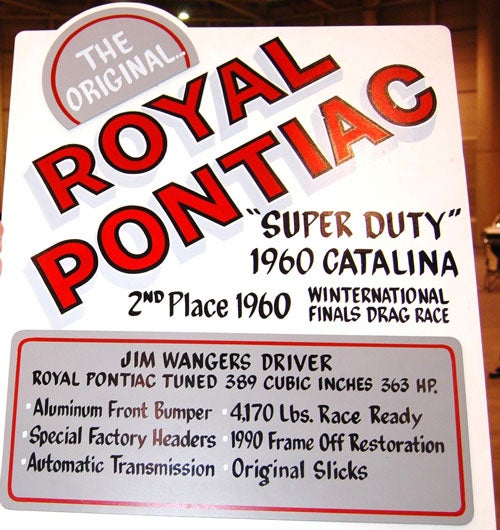 THE
ORIGINAL...
ROYAL
PONTIAC
"SUPER DUTY"
1960 CATALINA
2ND Place 1960 WINTERNATIONAL
FINALS DRAG RACE
JIM WANGERS DRIVER
ROYAL PONTIAC TUNED 389 CUBIC INCHES 363 HP.
· Aluminum Front Bumper · 4,170 Lbs. Race Ready
· Special Factory Headers · 1990 Frame Off Restoration
· Automatic Transmission · Original Slicks